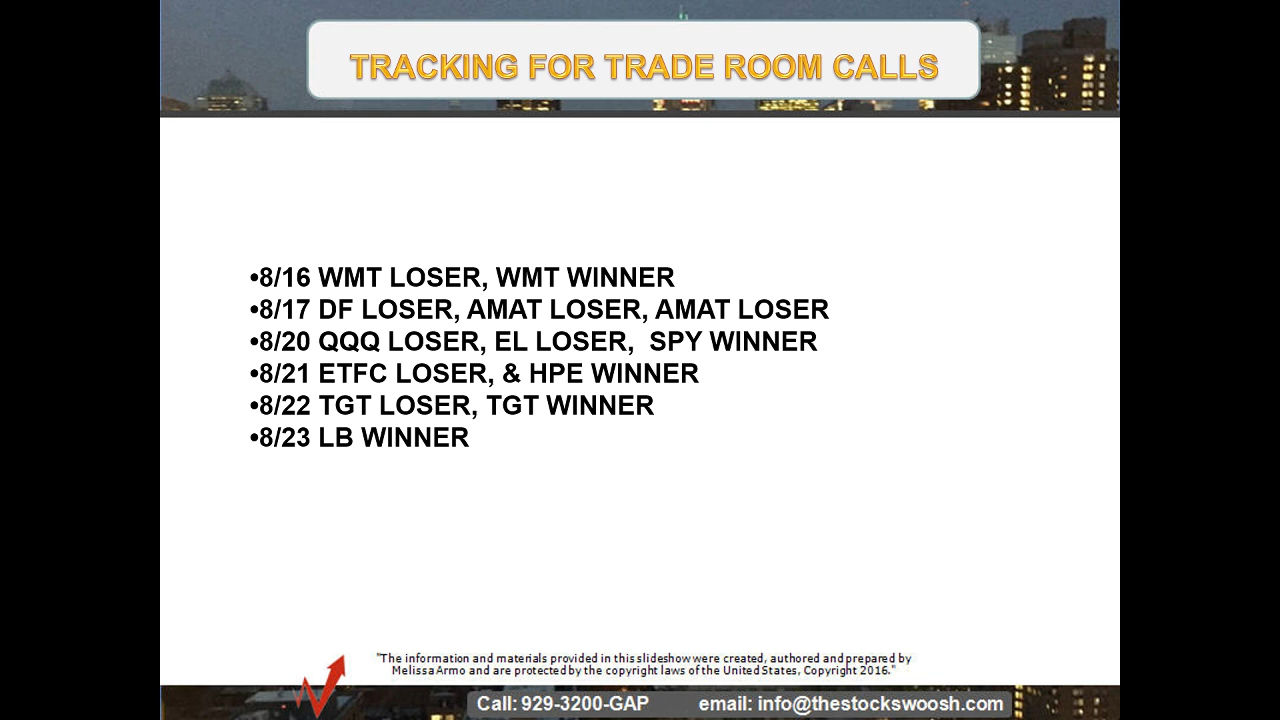 TRACKING FOR TRADE ROOM CALLS
•8/16 WMT LOSER, WMT WINNER
•8/17 DF LOSER, AMAT LOSER, AMAT LOSER
•8/20 QQQ LOSER, EL LOSER,  SPY WINNER
•8/21 ETFC LOSER, & HPE WINNER
•8/22 TGT LOSER, TGT WINNER
•8/23 LB WINNER
"The information and materials provided in this slideshow were created, authored and prepared by
Melissa Armo and are protected by the copyright laws of the United States, Copyright 2016."
Call: 929-3200-GAP email: info@thestockswoosh.com